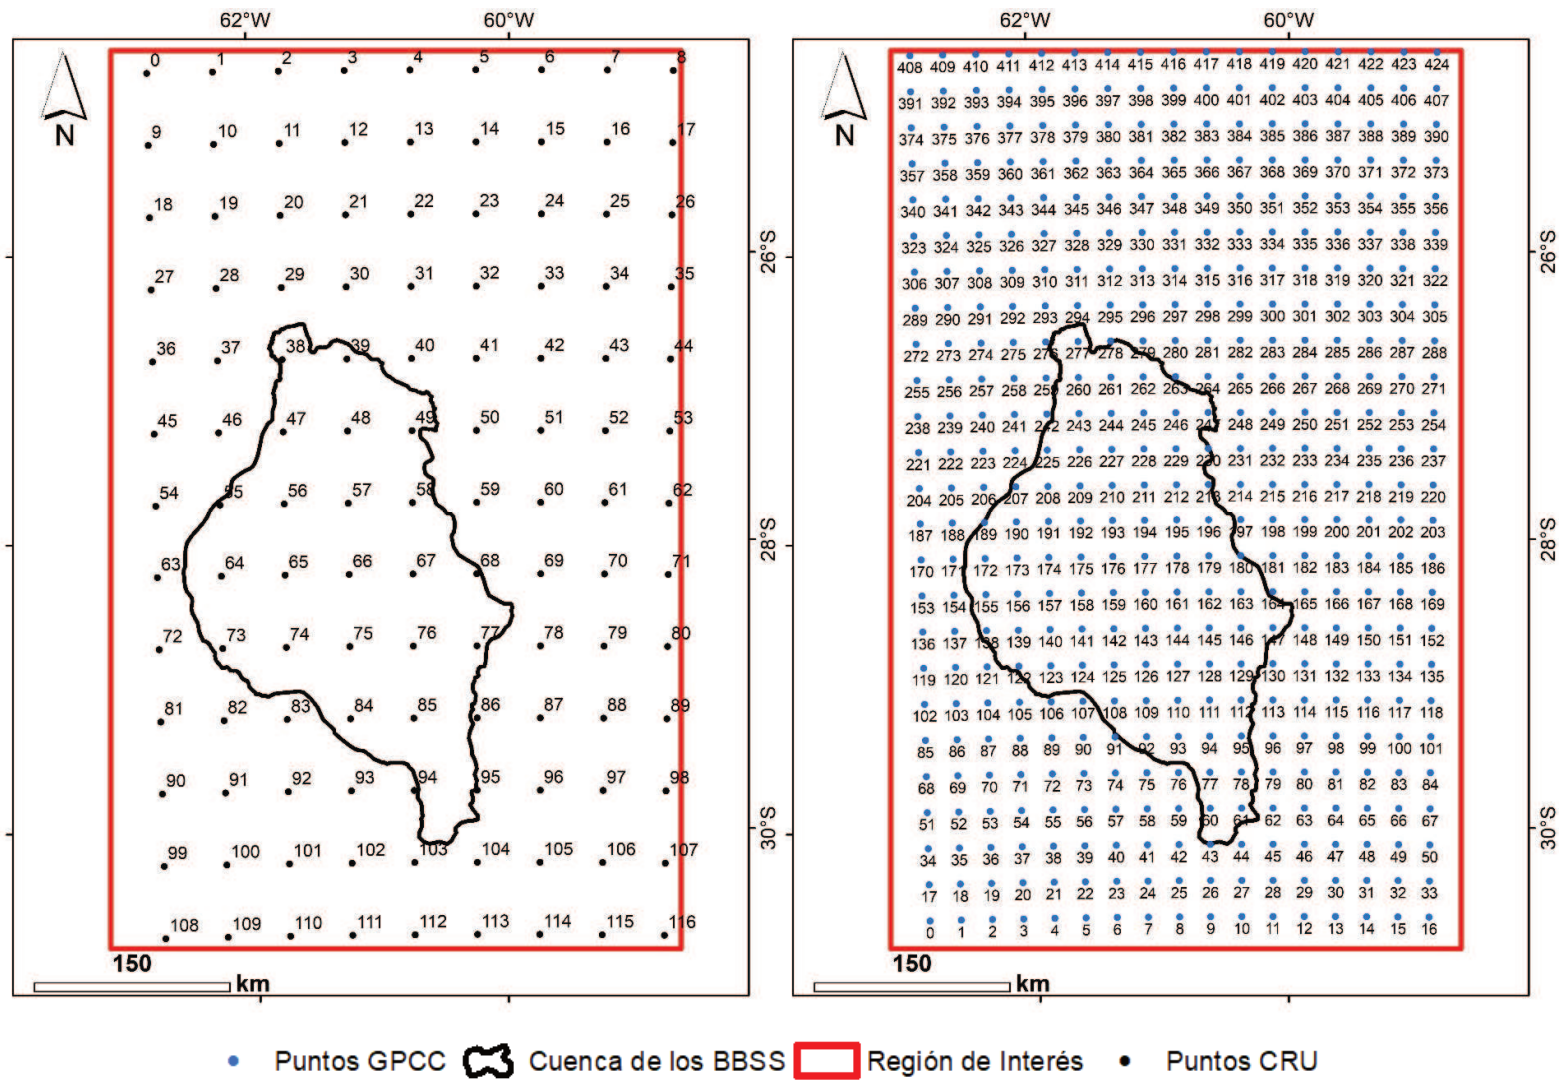 62°W 60°W
0 1 2 3 4 5 6 7 8
N
9 10 11 12 13 14 15 16 17
18 19 20 21 22 23 24 25 26
26°S
27 28 29 30 31 32 33 34 35
36 37 38 39 40 41 42 43 44
45 46 47 48 49 50 51 52 53
54 55 56 57 58 59 60 61 62
28°S
63 64 65 66 67 68 69 70 71
72 73 74 75 76 77 78 79 80
81 82 83 84 85 86 87 88 89
90 91 92 93 94 95 96 97 98
30°S
99 100 101 102 103 104 105 106 107
108 109 110 111 112 113 114 115 116
150
km
62°W 60°W
408 409 410 411 412 413 414 415 416 417 418 419 420 421 422 423 424
N
391 392 393 394 395 396 397 398 399 400 401 402 403 404 405 406 407
374 375 376 377 378 379 380 381 382 383 384 385 386 387 388 389 390
357 358 359 360 361 362 363 364 365 366 367 368 369 370 371 372 373
340 341 342 343 344 345 346 347 348 349 350 351 352 353 354 355 356
323 324 325 326 327 328 329 330 331 332 333 334 335 336 337 338 339
26°S
306 307 308 309 310 311 312 313 314 315 316 317 318 319 320 321 322
289 290 291 292 293 294 295 296 297 298 299 300 301 302 303 304 305
272 273 274 275 276 277 278 279 280 281 282 283 284 285 286 287 288
255 256 257 258 259 260 261 262 263 264 265 266 267 268 269 270 271
238 239 240 241 242 243 244 245 246 247 248 249 250 251 252 253 254
221 222 223 224 225 226 227 228 229 230 231 232 233 234 235 236 237
204 205 206 207 208 209 210 211 212 213 214 215 216 217 218 219 220
187 188 189 190 191 192 193 194 195 196 197 198 199 200 201 202 203
28°S
170 171 172 173 174 175 176 177 178 179 180 181 182 183 184 185 186
153 154 155 156 157 158 159 160 161 162 163 164 165 166 167 168 169
136 137 138 139 140 141 142 143 144 145 146 147 148 149 150 151 152
119 120 121 122 123 124 125 126 127 128 129 130 131 132 133 134 135
102 103 104 105 106 107 108 109 110 111 112 113 114 115 116 117 118
85 86 87 88 89 90 91 92 93 94 95 96 97 98 99 100 101
68 69 70 71 72 73 74 75 76 77 78 79 80 81 82 83 84
51 52 53 54 55 56 57 58 59 60 61 62 63 64 65 66 67
30°S
34 35 36 37 38 39 40 41 42 43 44 45 46 47 48 49 50
17 18 19 20 21 22 23 24 25 26 27 28 29 30 31 32 33
0 1 2 3 4 5 6 7 8 9 10 11 12 13 14 15 16
150
km
Puntos GPCC Cuenca de los BBSS Región de Interés Puntos CRU